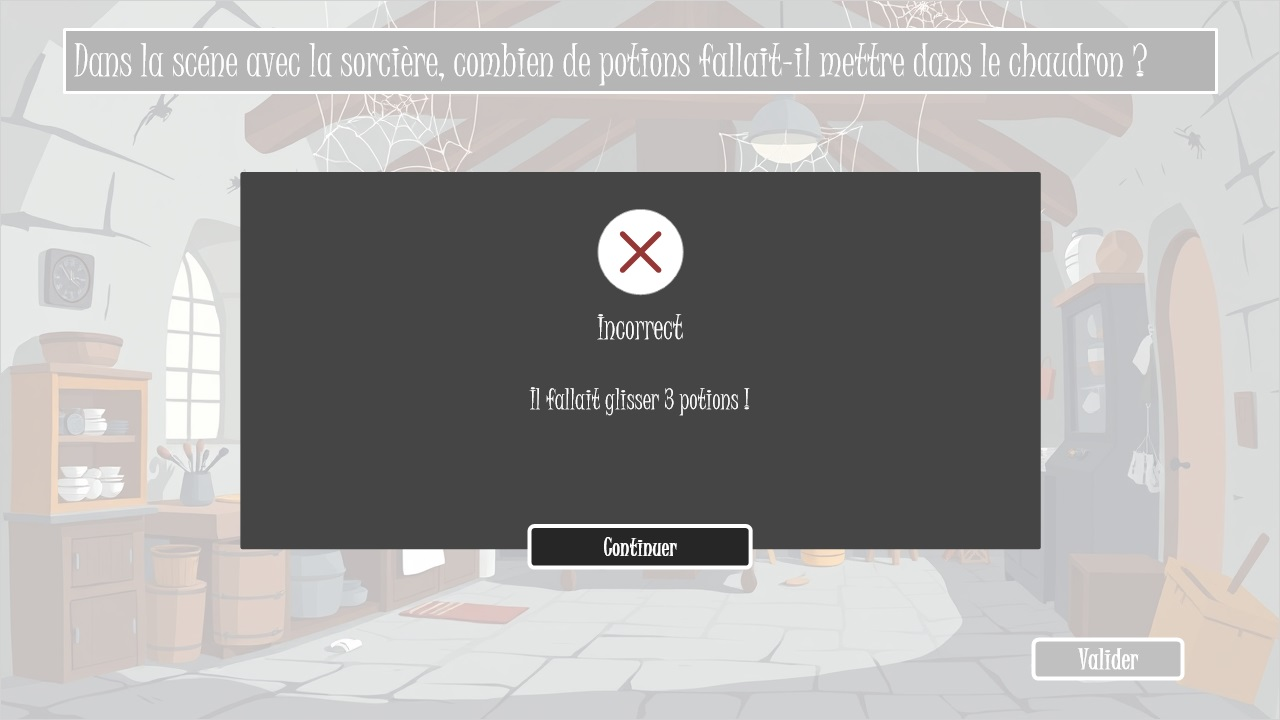 Dans la scéne avec la sorcière, combien de potions fallait-il mettre dans le chaudron ?
Incorrect
Il fallait glisser 3 potions !
Continuer
Valider